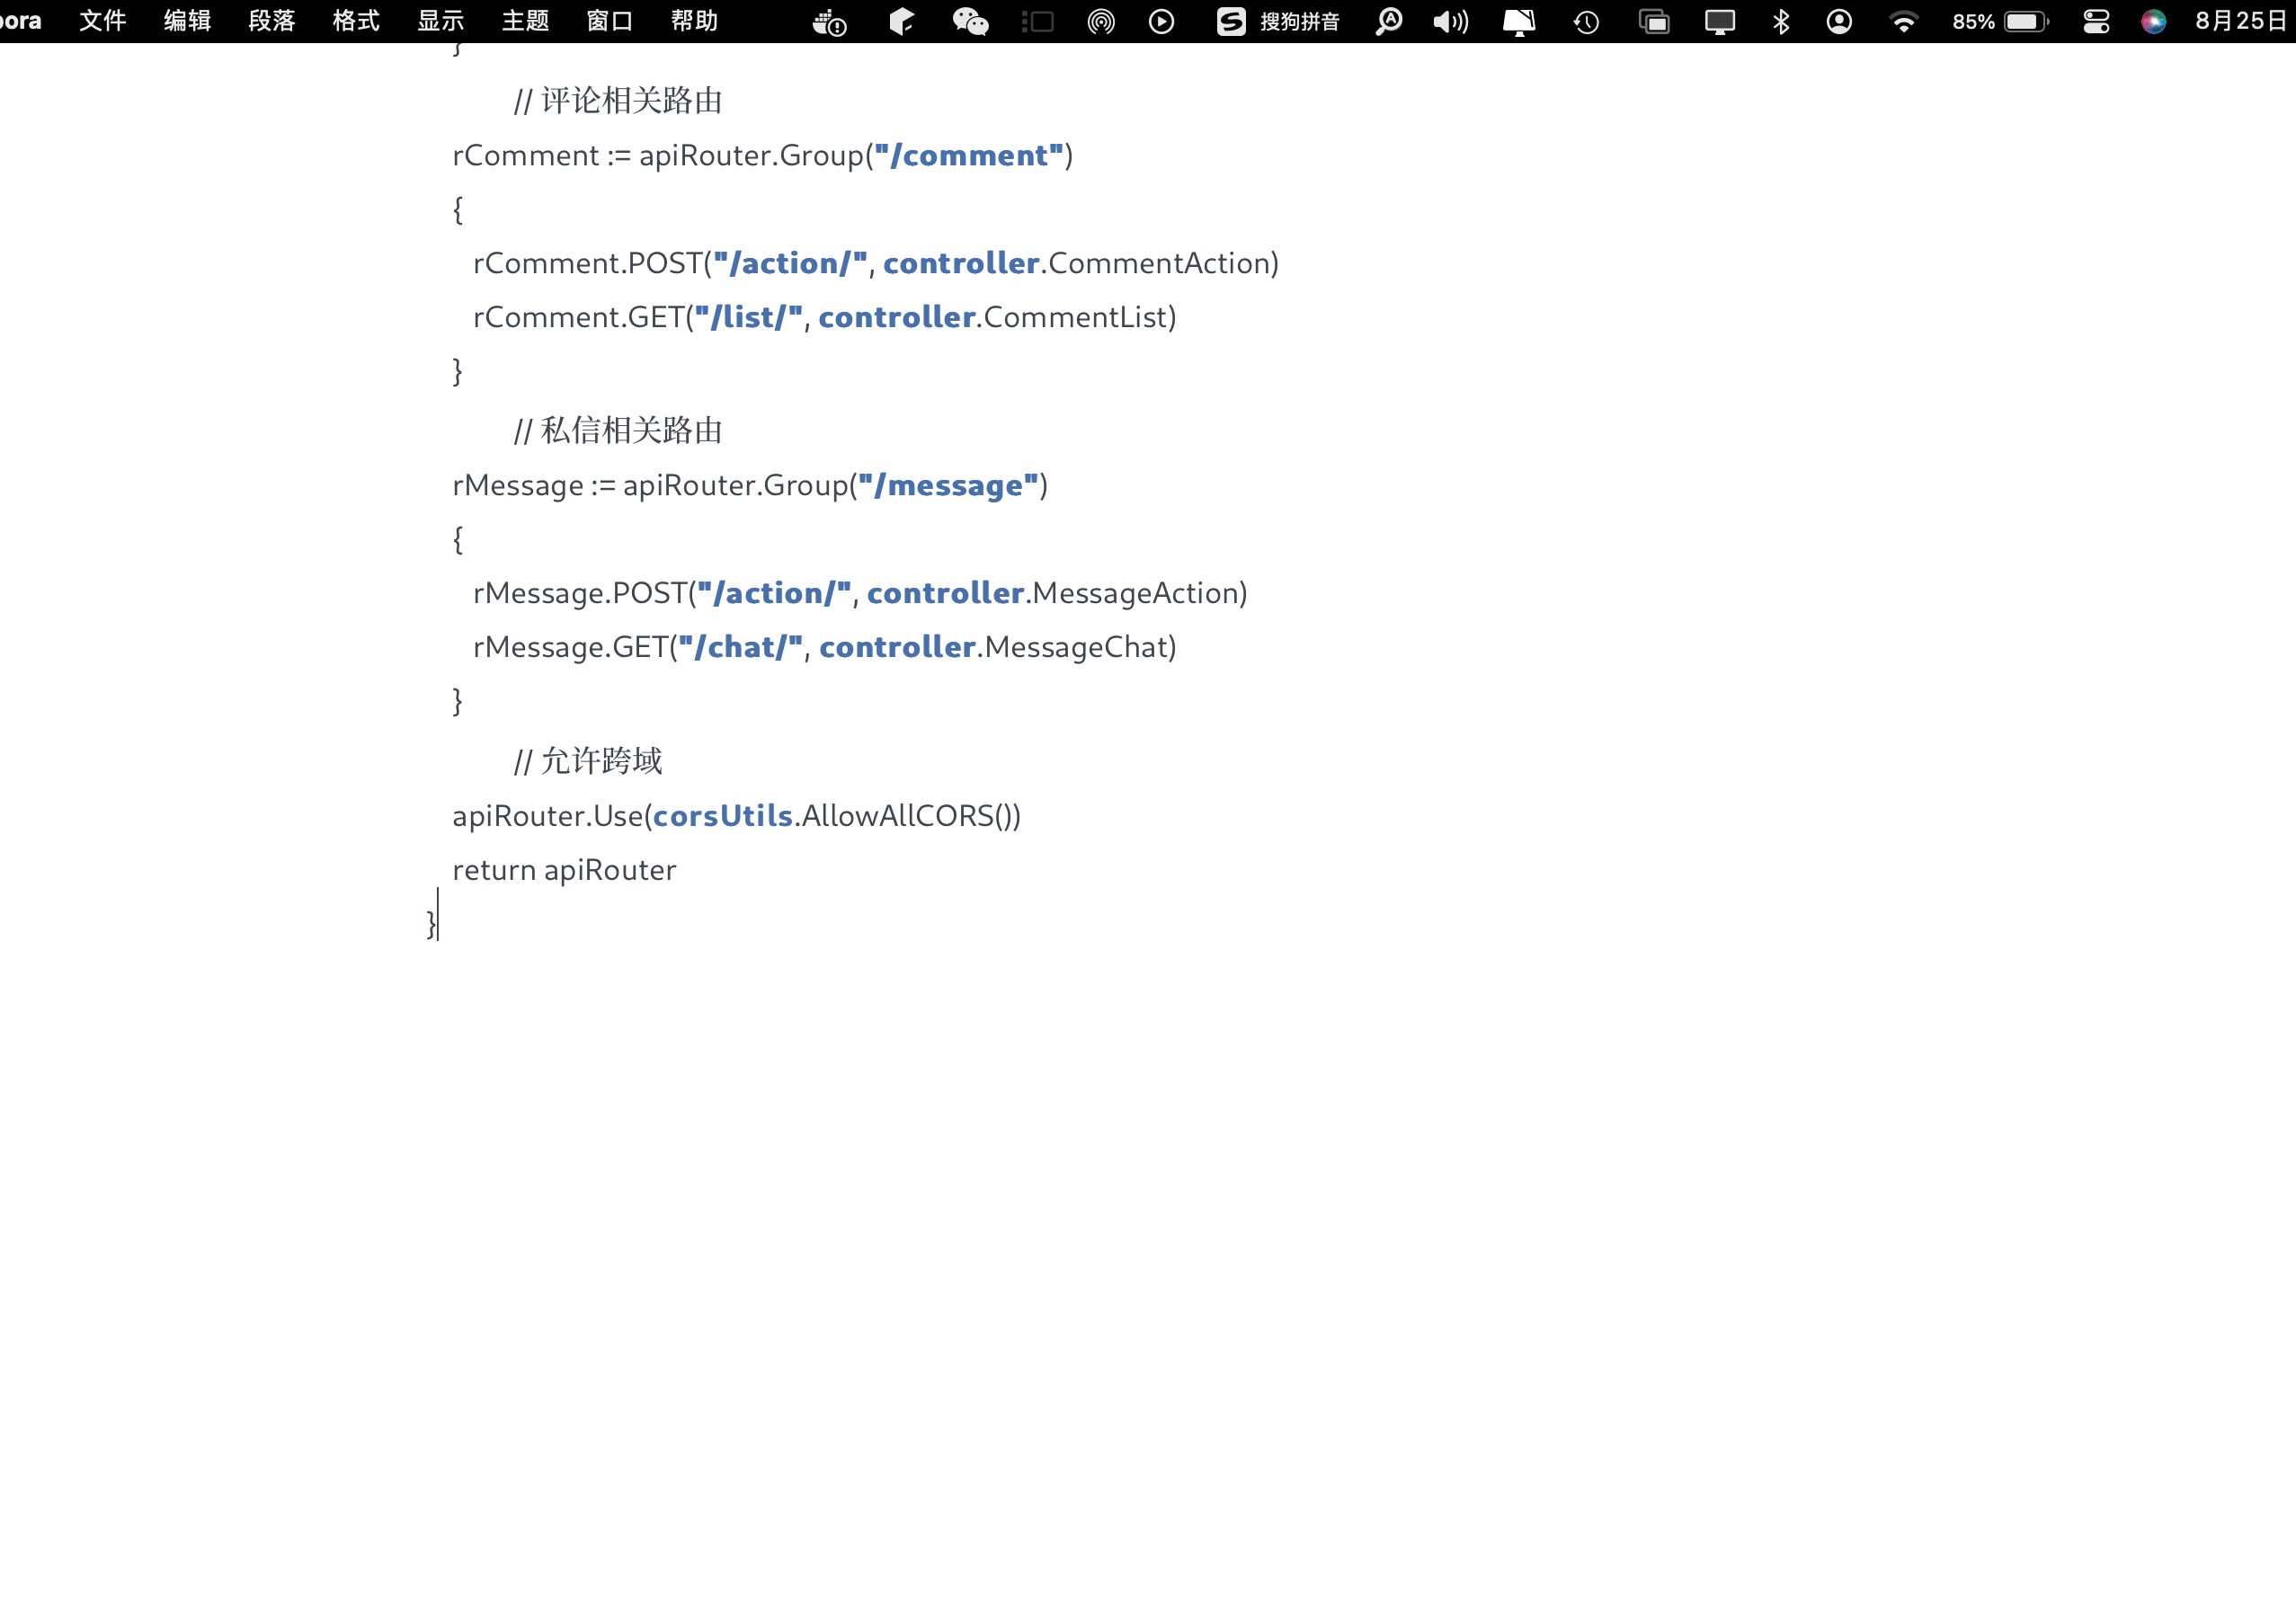 pora 文件 编辑 段落 格式 显示 主题 窗口 帮助 搜狗拼音 85% 8月25日
}
// 评论相关路由
rComment := apiRouter.Group("/comment")
{
rComment.POST("/action/", controller.CommentAction)
rComment.GET("/list/", controller.CommentList)
}
// 私信相关路由
rMessage := apiRouter.Group("/message")
{
rMessage.POST("/action/", controller.MessageAction)
rMessage.GET("/chat/", controller.MessageChat)
}
// 允许跨域
apiRouter.Use(corsUtils.AllowAllCORS())
return apiRouter
}